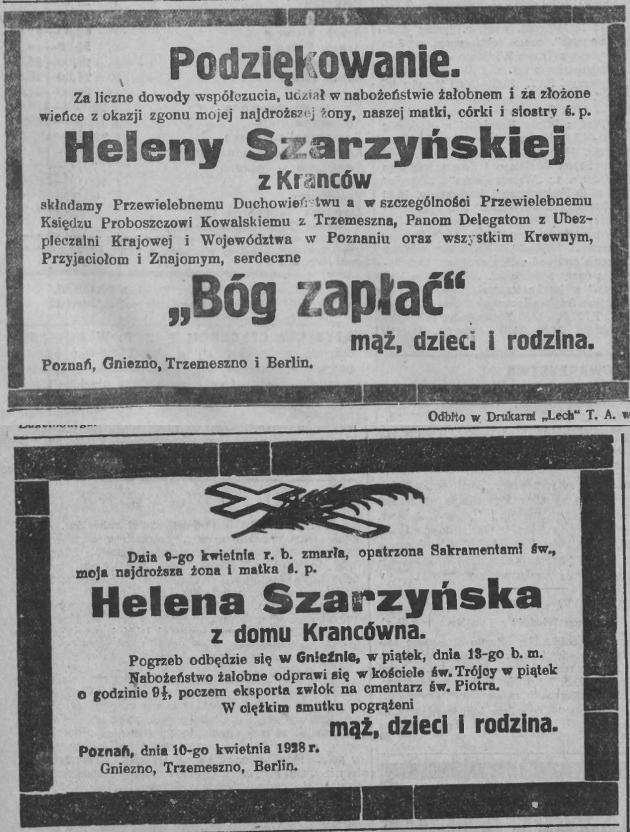 Podziękowanie.
Za liczne dowody współczucia, udział w nabożeństwie żałobnem i za złożone
wieńce z okazji zgonu mojej najdroższej żony, naszej matki, córki i siostry ś. p.
Heleny Szarzyńskiej
z Kranców
składamy Przewielebnemu Duchowieństwu a w szczególności Przewielebnemu
Księdzu Proboszczowi Kowalskiemu z Trzemeszna, Panom Delegatom z Ubez-
pieczalni Krajowej i Województwa w Poznaniu oraz wszystkim Krewnym,
Przyjaciołom i Znajomym, serdeczne
„Bóg zapłać“
mąż, dzieci i rodzina.
Poznań, Gniezno, Trzemeszno i Berlin.
Odbito w Drukarni „Lech“ T. A. w
Dnia 9-go kwietnia r. b. zmarła, opatrzona Sakramentami św.,
moja najdroższa żona i matka ś. p.
Helena Szarzyńska
z domu Krancówna.
Pogrzeb odbędzie się w Gnieźnie, w piątek, dnia 13-go b. m.
Nabożeństwo żałobne odprawi się w kościele św. Trójcy w piątek
o godzinie 9½, poczem eksporta zwłok na cmentarz św. Piotra.
W ciężkim smutku pogrążeni
mąż, dzieci i rodzina.
Poznań, dnia 10-go kwietnia 1928 r.
Gniezno, Trzemeszno, Berlin.